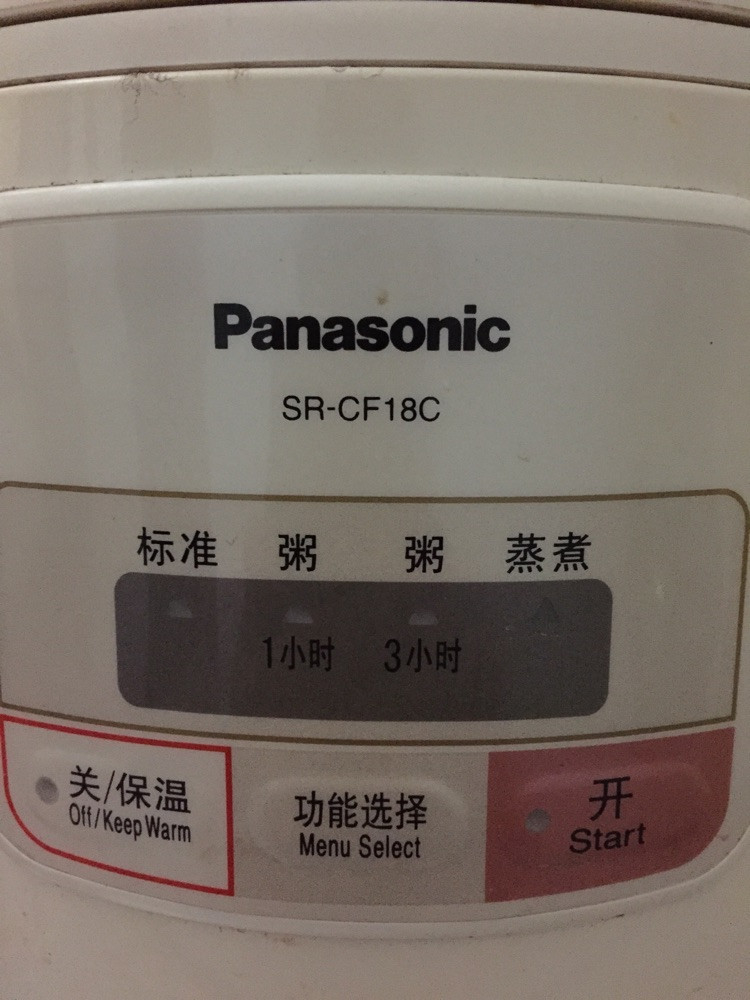 Panasonic
SR-CF18C
标准 粥 粥 蒸煮
1小时 3小时
关/保温
Off/Keep Warm
功能选择
Menu Select
开
Start